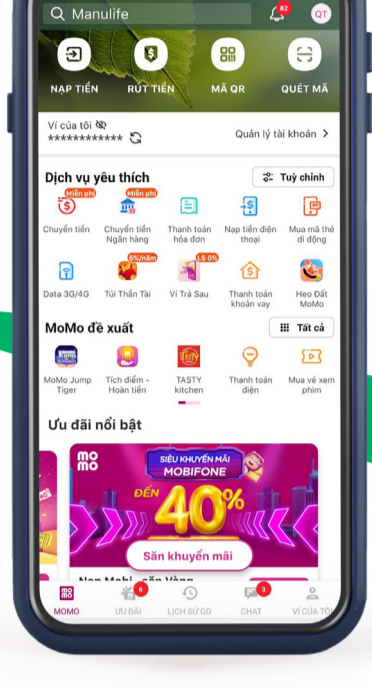 Manulife
82
QT
NẠP TIỀN
RÚT TIỀN
MÃ QR
QUÉT MÃ
Ví của tôi
************
Quản lý tài khoản >
Dịch vụ yêu thích
Tuỳ chỉnh
Miễn phí
Miễn phí
Chuyển tiền
Chuyển tiền
Ngân hàng
Thanh toán
hóa đơn
Nạp tiền điện
thoại
Mua mã thẻ
di động
6%/năm
LS 0%
Data 3G/4G
Túi Thần Tài
Ví Trả Sau
Thanh toán
khoản vay
Heo Đất
MoMo
MoMo đề xuất
Tất cả
TASTY
MoMo Jump
Tiger
Tích điểm -
Hoàn tiền
TASTY
kitchen
Thanh toán
điện
Mua vé xem
phim
Ưu đãi nổi bật
mo
mo
SIÊU KHUYẾN MÃI
MOBIFONE
ĐẾN
40%
Săn khuyến mãi
Nạp Mobi - săn Vàng
6
3
MOMO
ƯU ĐÃI
LỊCH SỬ GD
CHAT
VÍ CỦA TÔI